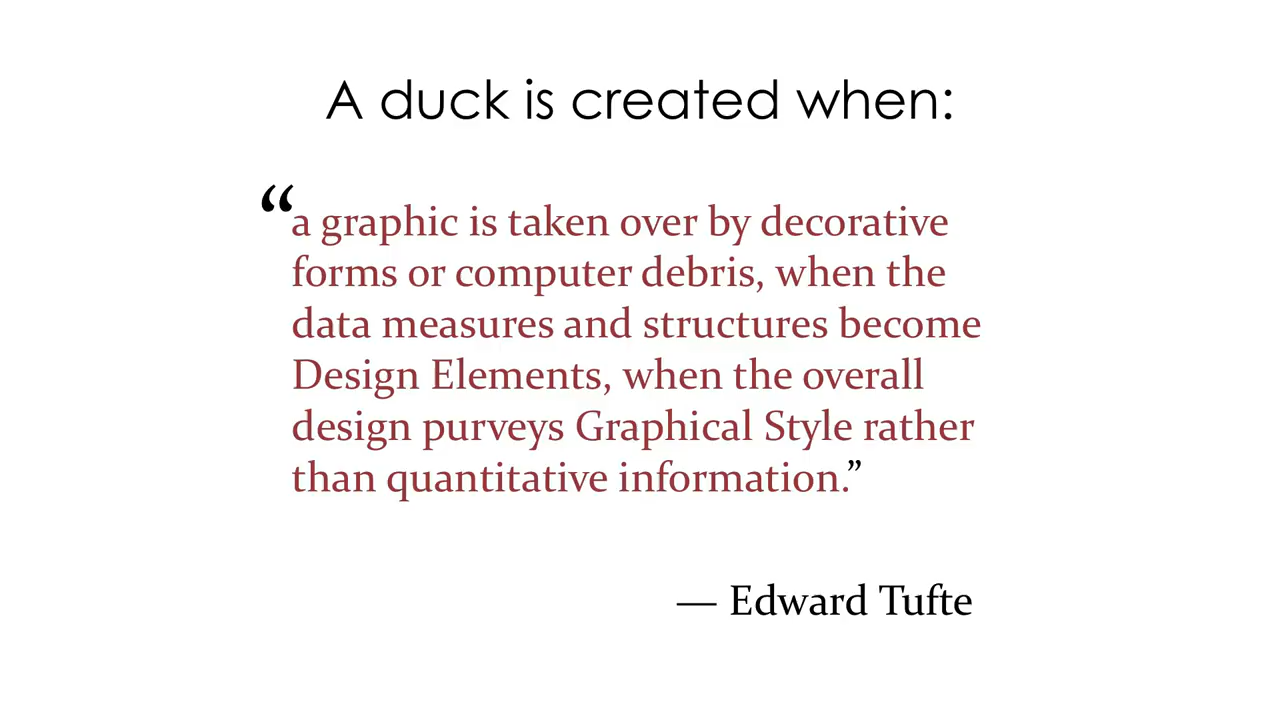 A duck is created when:
“a graphic is taken over by decorative
forms or computer debris, when the
data measures and structures become
Design Elements, when the overall
design purveys Graphical Style rather
than quantitative information.”
— Edward Tufte